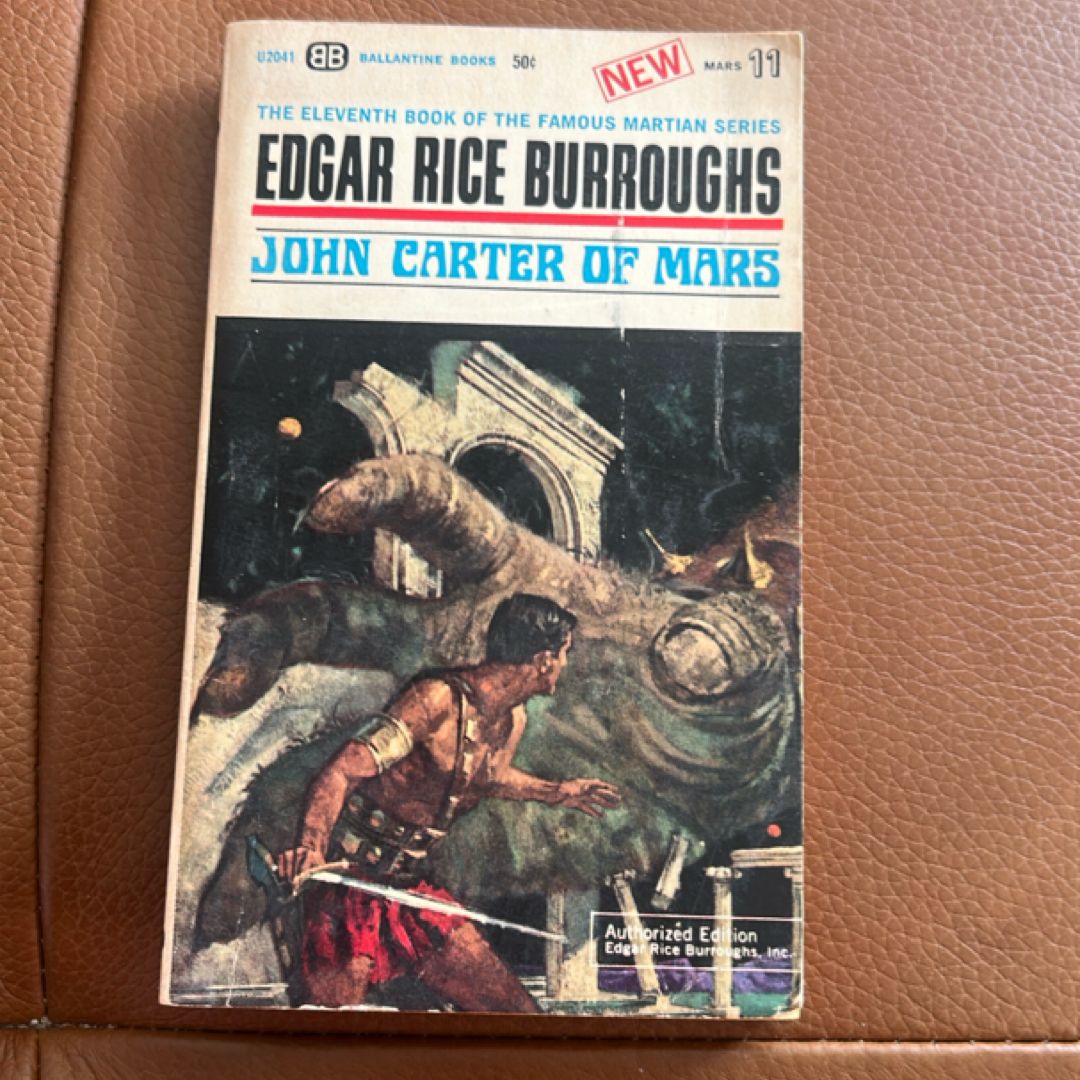 U2041 BB BALLANTINE BOOKS 50¢ NEW MARS 11
THE ELEVENTH BOOK OF THE FAMOUS MARTIAN SERIES
EDGAR RICE BURROUGHS
JOHN CARTER OF MARS
Authorized Edition
Edgar Rice Burroughs, Inc.